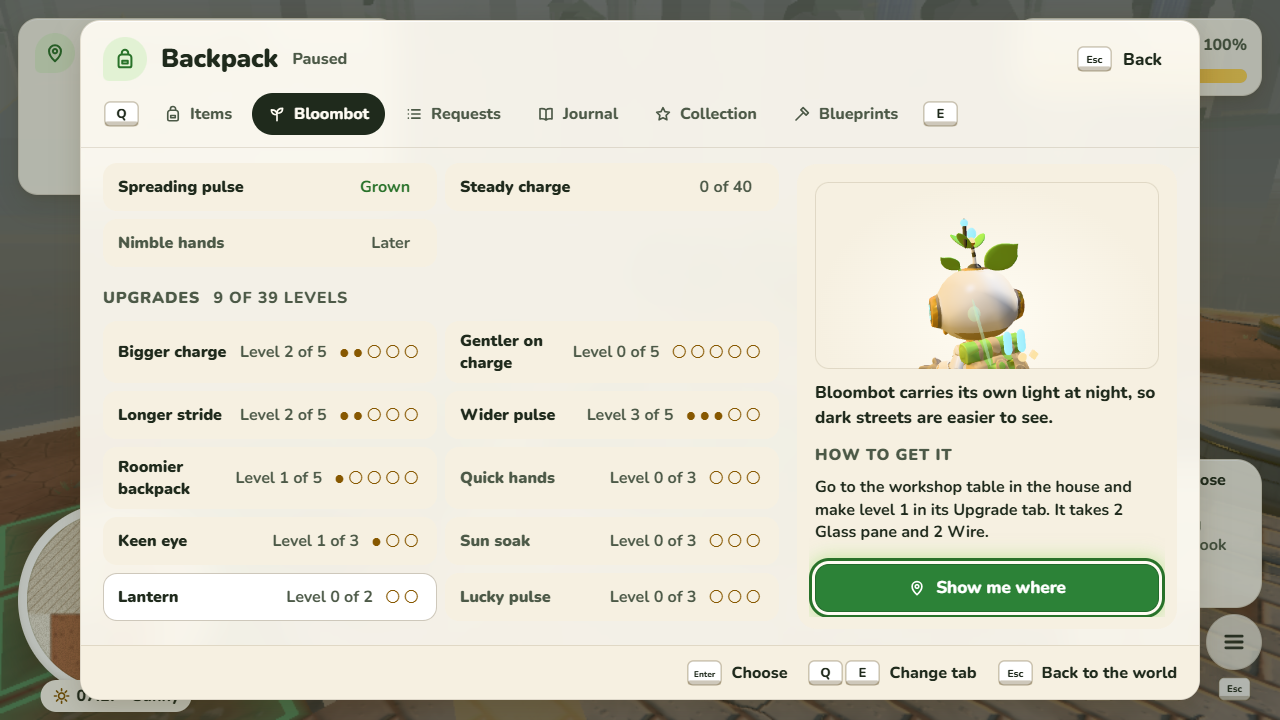 100%
Backpack
Paused
Esc
Back
Q
Items
Bloombot
Requests
Journal
Collection
Blueprints
E
Spreading pulse
Grown
Steady charge
0 of 40
Nimble hands
Later
UPGRADES 9 OF 39 LEVELS
Bigger charge
Level 2 of 5
Gentler on
charge
Level 0 of 5
Longer stride
Level 2 of 5
Wider pulse
Level 3 of 5
Roomier
backpack
Level 1 of 5
Quick hands
Level 0 of 3
Keen eye
Level 1 of 3
Sun soak
Level 0 of 3
Lantern
Level 0 of 2
Lucky pulse
Level 0 of 3
Bloombot carries its own light at night, so
dark streets are easier to see.
HOW TO GET IT
Go to the workshop table in the house and
make level 1 in its Upgrade tab. It takes 2
Glass pane and 2 Wire.
Show me where
Enter
Choose
Q
E
Change tab
Esc
Back to the world
Esc